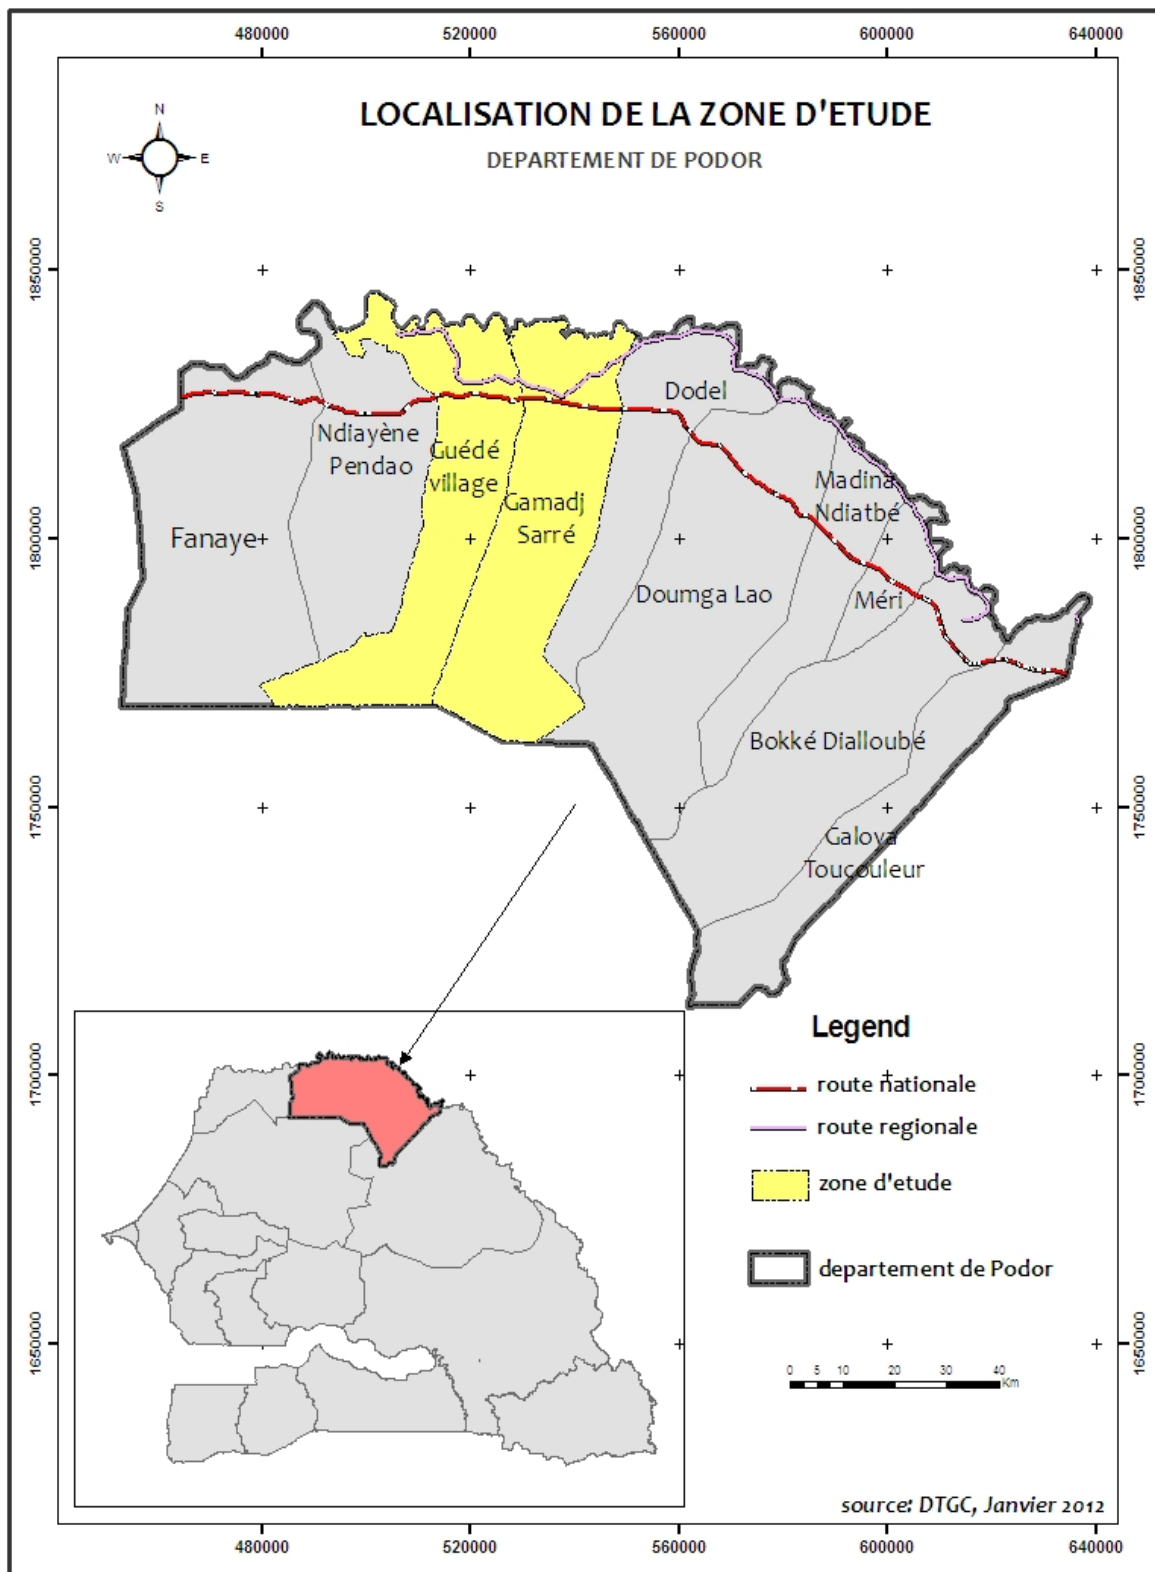 480000 520000 560000 600000 640000
LOCALISATION DE LA ZONE D'ETUDE
DEPARTEMENT DE PODOR
N
W E
S
1850000 1850000
Dodel
Ndiayène
Pendao
Guédé
village
Gamadj
Sarré
Madina
Ndiatbé
Fanaye
1800000 1800000
Doumga Lao
Méri
Bokké Dialloubé
1750000 1750000
Galoya
Toucouleur
Legend
1700000 1700000
route nationale
route regionale
zone d'etude
departement de Podor
1650000 1650000
0 5 10 20 30 40
Km
source: DTGC, Janvier 2012
480000 520000 560000 600000 640000